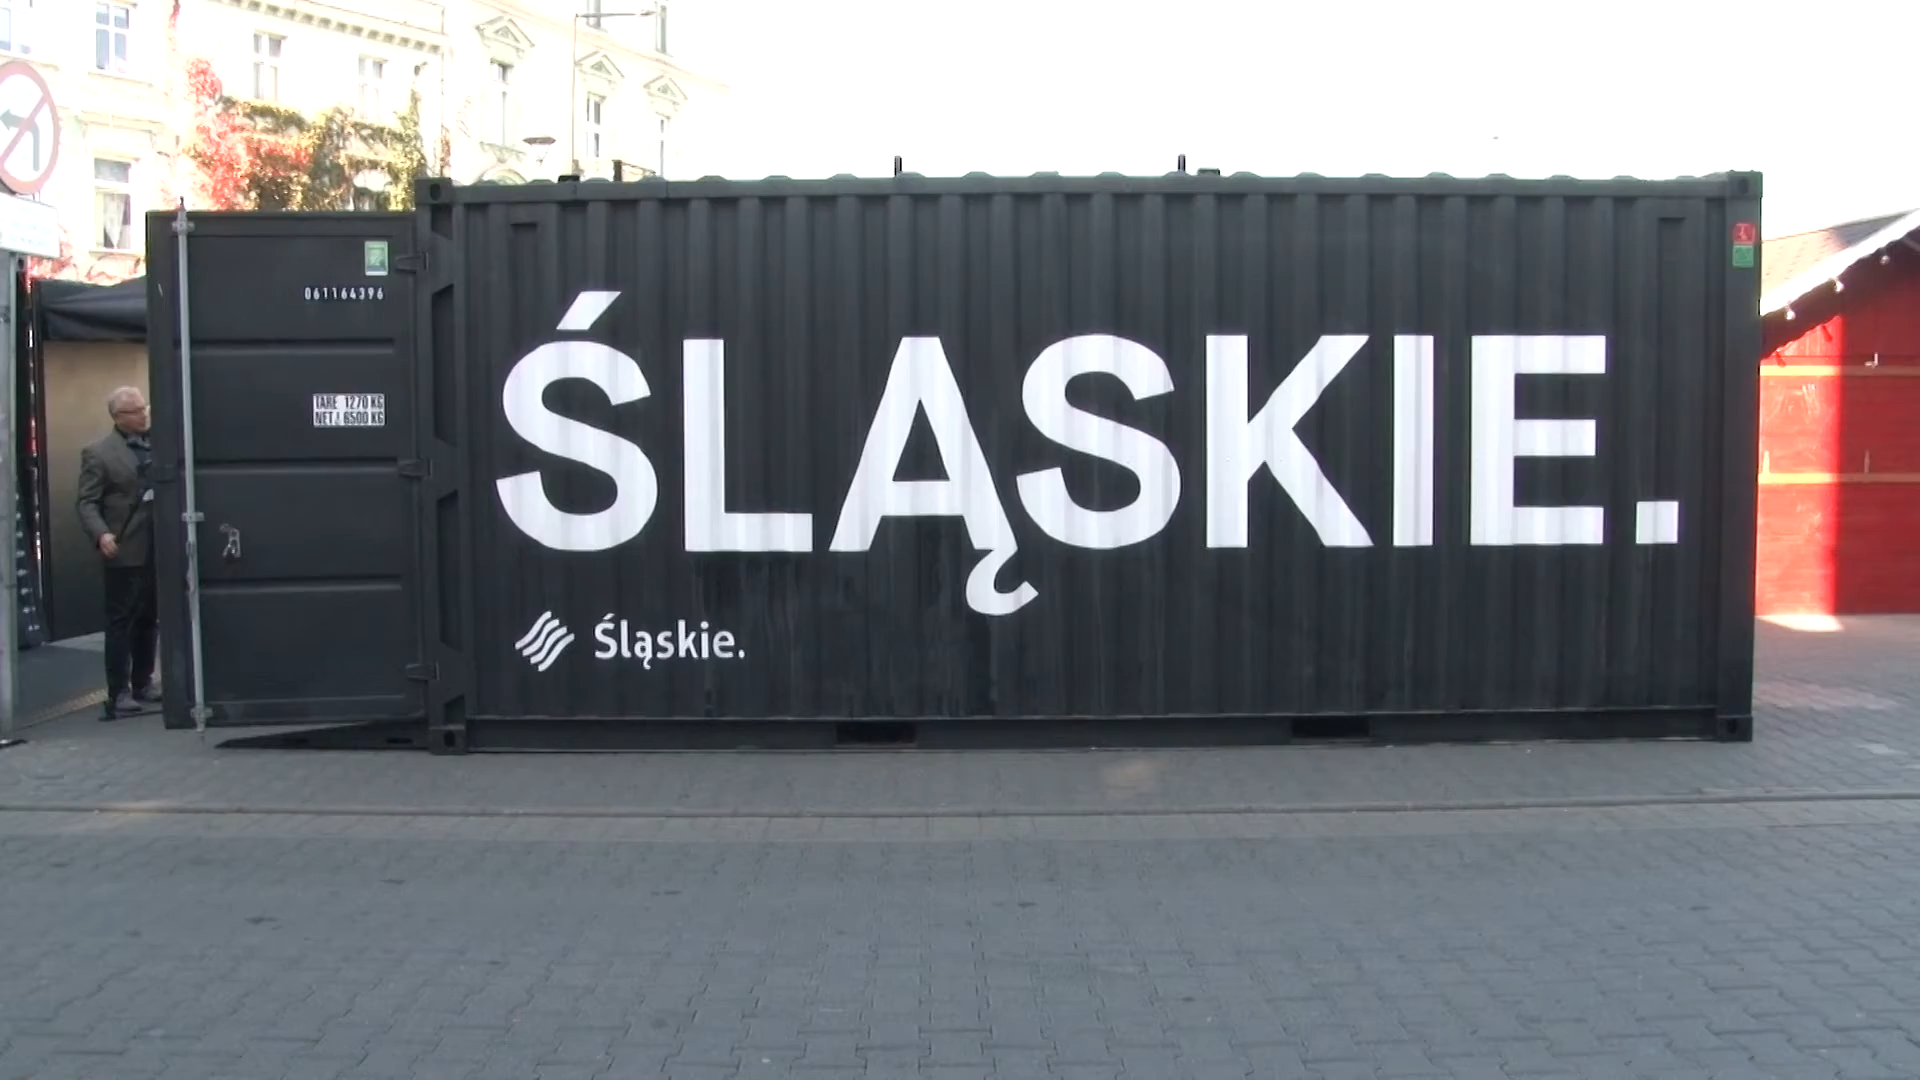 061164396
TARE 1270 KG
NET 6500 KG
ŚLĄSKIE.
Śląskie.